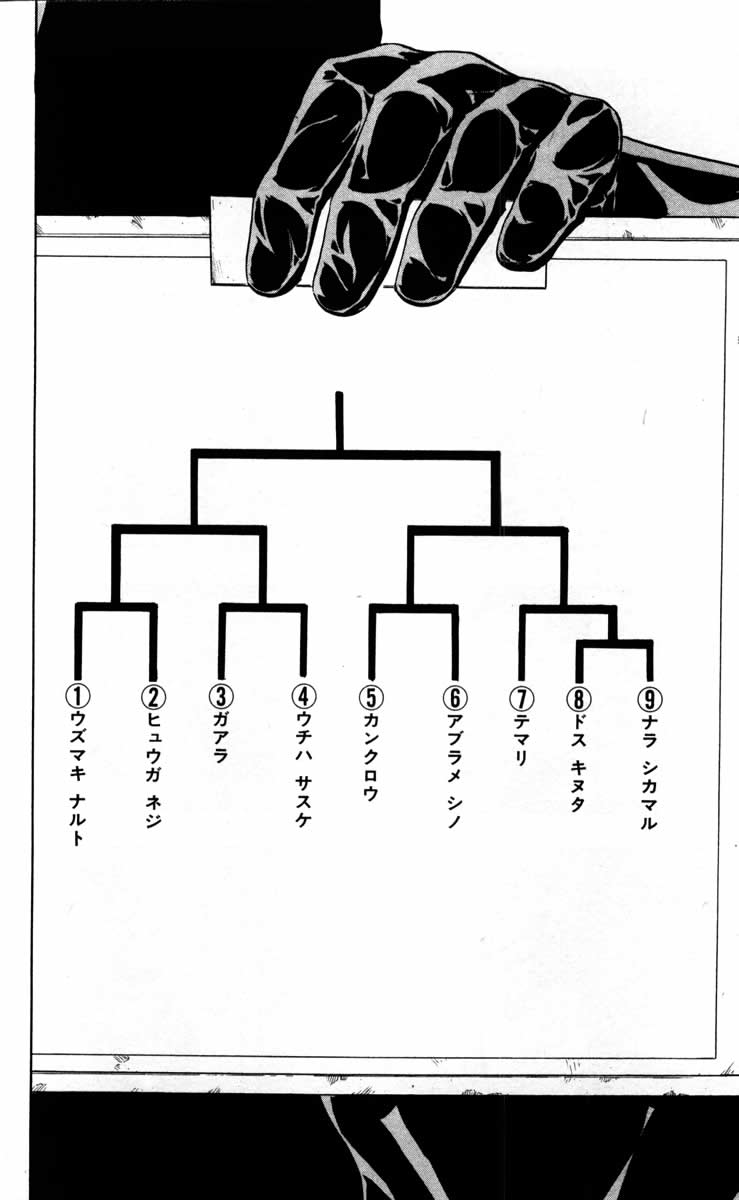 ①ウズマキ ナルト
②ヒュウガ ネジ
③ガアラ
④ウチハ サスケ
⑤カンクロウ
⑥アブラメ シノ
⑦テマリ
⑧ドス キヌタ
⑨ナラ シカマル